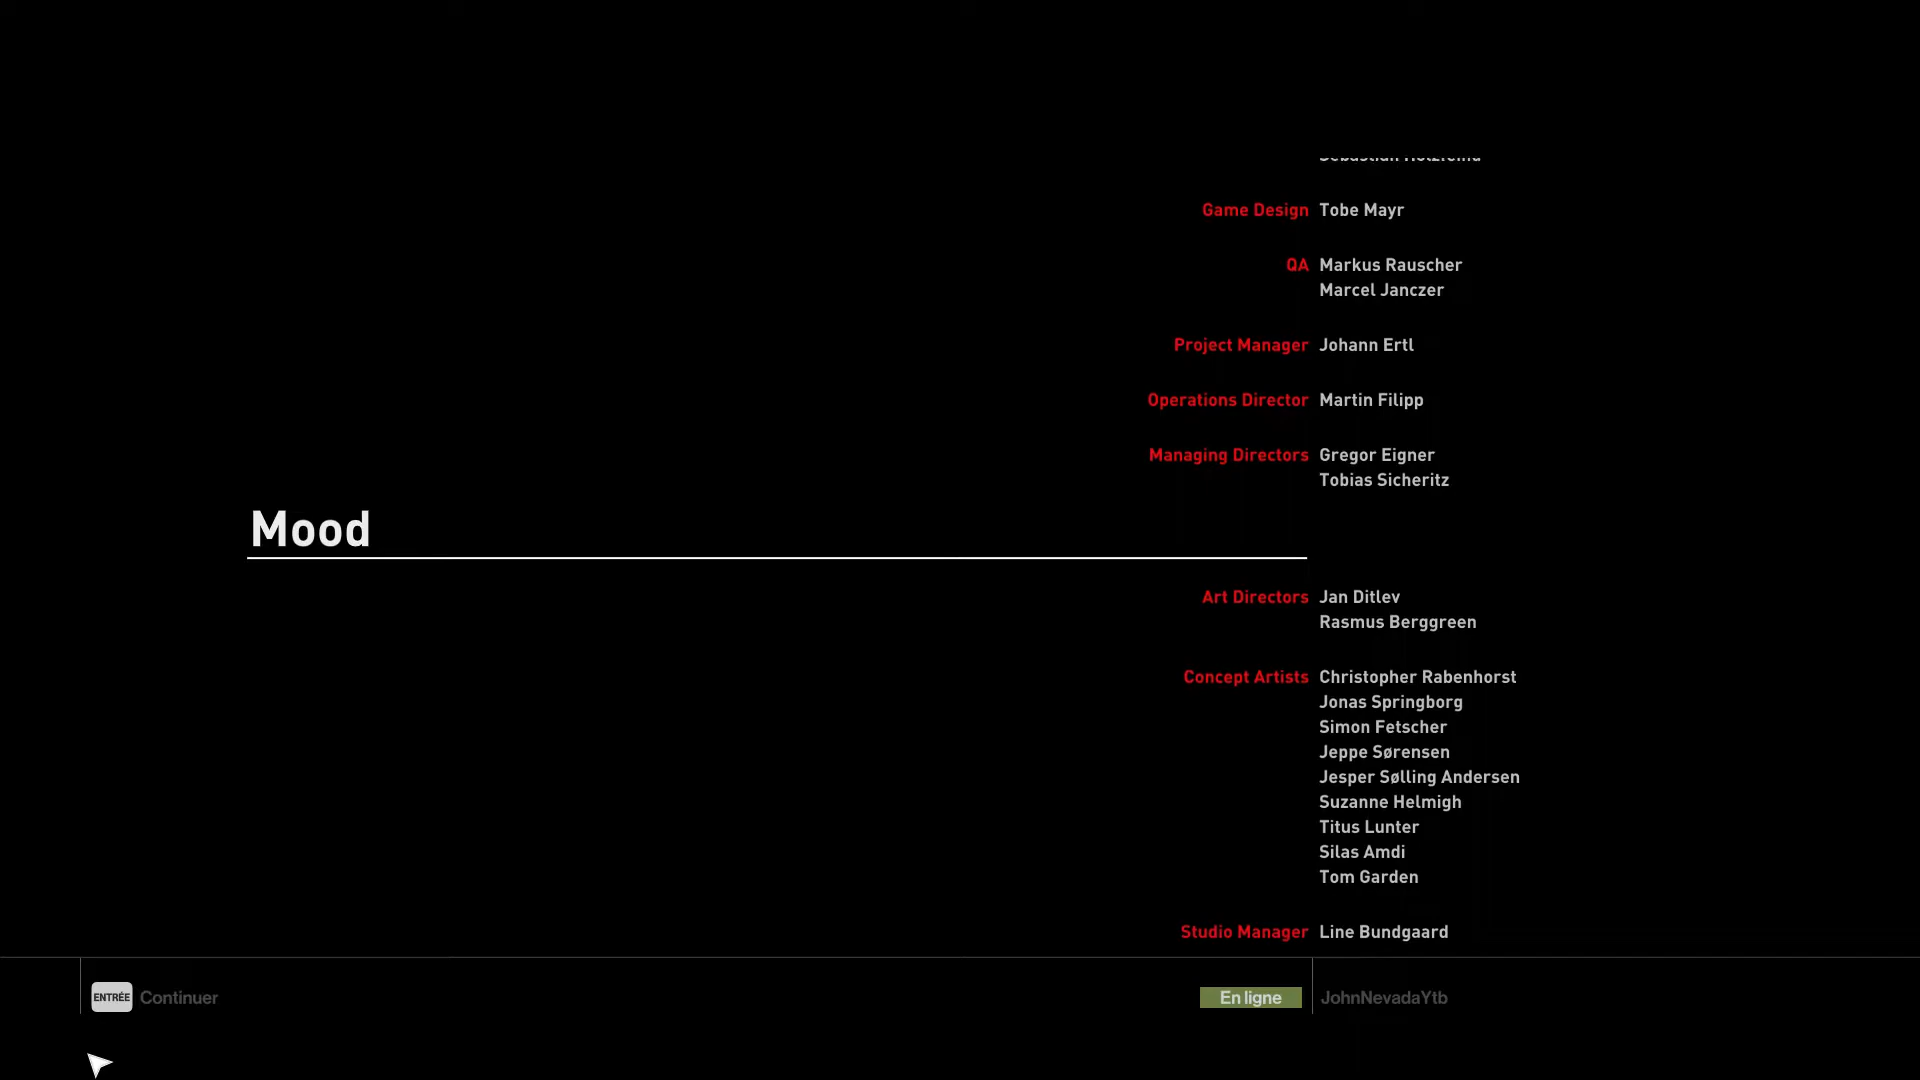 Game Design Tobe Mayr
QA Markus Rauscher
Marcel Janczer
Project Manager Johann Ertl
Operations Director Martin Filipp
Managing Directors Gregor Eigner
Tobias Sicheritz
Mood
Art Directors Jan Ditlev
Rasmus Berggreen
Concept Artists Christopher Rabenhorst
Jonas Springborg
Simon Fetscher
Jeppe Sørensen
Jesper Sølling Andersen
Suzanne Helmigh
Titus Lunter
Silas Amdi
Tom Garden
Studio Manager Line Bundgaard
ENTRÉE Continuer
En ligne JohnNevadaYtb